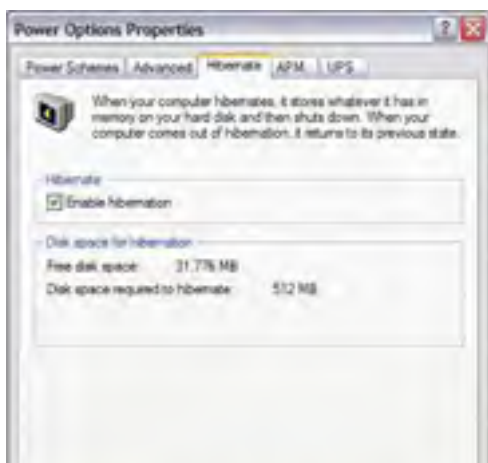 Power Options Properties
Power Schemes Advanced Hibernate APM UPS
When your computer hibernates, it stores whatever it has in
memory on your hard disk and then shuts down. When your
computer comes out of hibernation, it returns to its previous state.
Hibernate
Enable hibernation
Disk space for hibernation
Free disk space: 31,776 MB
Disk space required to hibernate: 512 MB